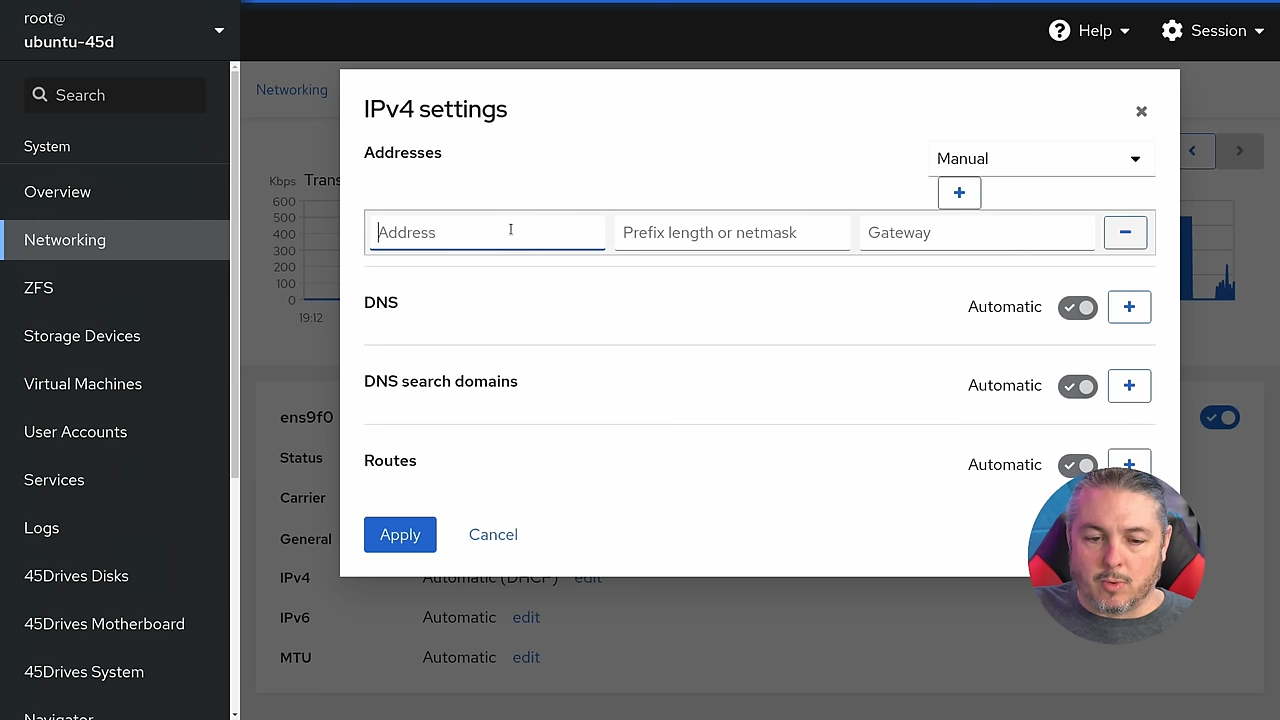 root@
ubuntu-45d
Help
Session
Search
System
Overview
Networking
ZFS
Storage Devices
Virtual Machines
User Accounts
Services
Logs
45Drives Disks
45Drives Motherboard
45Drives System
Navigator
Networking
Kbps Trans
600
500
400
300
200
100
0
19:12
IPv4 settings
Addresses
Manual
Address
Prefix length or netmask
Gateway
DNS
Automatic
DNS search domains
Automatic
Routes
Automatic
Apply
Cancel
ens9f0
Status
Carrier
General
IPv4 Automatic (DHCP) edit
IPv6 Automatic edit
MTU Automatic edit